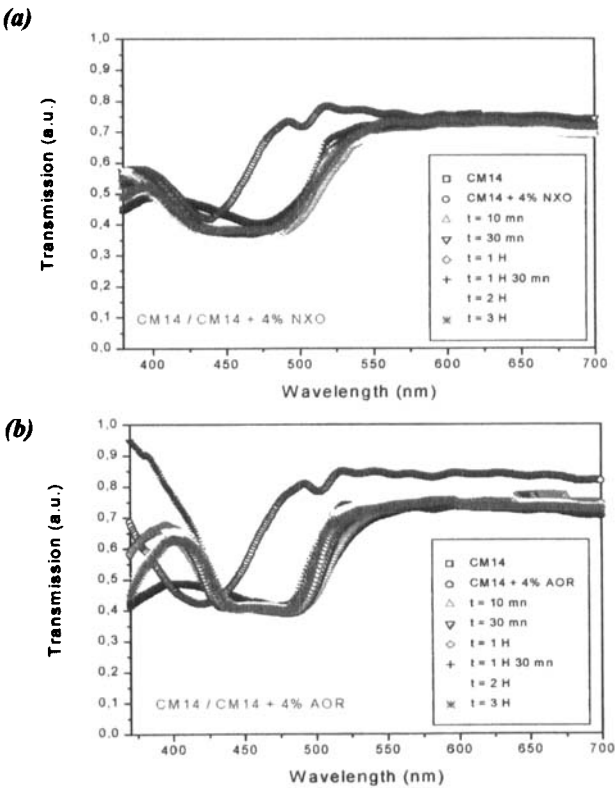 (a)
1,0
0,9
0,8
0,7
0,6
0,5
0,4
0,3
0,2
0,1
0,0
Transmission (a.u.)
CM14
CM14 + 4% NXO
t = 10 mn
t = 30 mn
t = 1 H
t = 1 H 30 mn
t = 2 H
t = 3 H
CM14 / CM14 + 4% NXO
400 450 500 550 600 650 700
Wavelength (nm)
(b)
1,0
0,9
0,8
0,7
0,6
0,5
0,4
0,3
0,2
0,1
0,0
Transmission (a.u.)
CM14
CM14 + 4% AOR
t = 10 mn
t = 30 mn
t = 1 H
t = 1 H 30 mn
t = 2 H
t = 3 H
CM14 / CM14 + 4% AOR
400 450 500 550 600 650 700
Wavelength (nm)